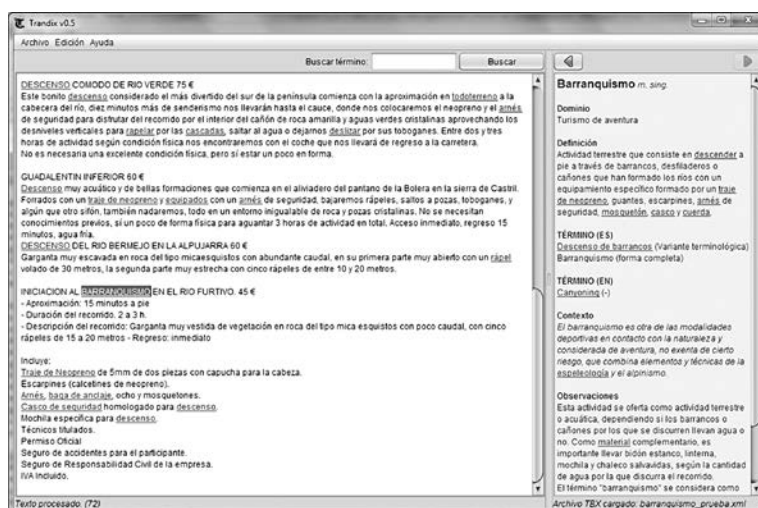 Trandix v0.5
Archivo Edición Ayuda
Buscar término:
Buscar
DESCENSO COMODO DE RIO VERDE 75 €
Este bonito descenso considerado el más divertido del sur de la península comienza con la aproximación en todoterreno a la
cabecera del río, diez minutos más de senderismo nos llevarán hasta el cauce, donde nos colocaremos el neopreno y el arnés
de seguridad para disfrutar del recorrido por el interior del cañón de roca amarilla y aguas verdes cristalinas aprovechando los
desniveles verticales para rapelar por las cascadas, saltar al agua o dejarnos deslizar por sus toboganes. Entre dos y tres
horas de actividad según condición física nos encontraremos con el coche que nos llevará de regreso a la carretera.
No es necesaria una excelente condición física, pero sí estar un poco en forma.
GUADALENTIN INFERIOR 60 €
Descenso muy acuático y de bellas formaciones que comienza en el aliviadero del pantano de la Bolera en la sierra de Castril.
Forrados con un traje de neopreno y equipados con un arnés de seguridad, bajaremos rápeles, saltos a pozas, toboganes, y
algún que otro sifón, también nadaremos, todo en un entorno inigualable de roca y pozas cristalinas. No se necesitan
conocimientos previos, sí un poco de forma física para aguantar 3 horas de actividad en total. Acceso inmediato, regreso 15
minutos, agua fría.
DESCENSO DEL RIO BERMEJO EN LA ALPUJARRA 60 €
Garganta muy escavada en roca del tipo micaesquistos con abundante caudal, en su primera parte muy abierto con un rápel
volado de 30 metros, la segunda parte muy estrecha con cinco rápeles de entre 10 y 20 metros.
INICIACION AL BARRANQUISMO EN EL RIO FURTIVO. 45 €
- Aproximación: 15 minutos a pie
- Duración del recorrido. 2 a 3 h.
- Descripción del recorrido: Garganta muy vestida de vegetación en roca del tipo mica esquistos con poco caudal, con cinco
rápeles de 15 a 20 metros - Regreso: inmediato
Incluye:
Traje de Neopreno de 5mm de dos piezas con capucha para la cabeza.
Escarpines (calcetines de neopreno).
Arnés, baga de anclaje, ocho y mosquetones.
Casco de seguridad homologado para descenso.
Mochila especifica para descenso.
Técnicos titulados.
Permiso Oficial
Seguro de accidentes para el participante.
Seguro de Responsabilidad Civil de la empresa.
IVA Incluido.
Texto procesado. (72)
Barranquismo m. sing.
Dominio
Turismo de aventura
Definición
Actividad terrestre que consiste en descender a
pie a través de barrancos, desfiladeros o
cañones que han formado los ríos con un
equipamiento específico formado por un traje
de neopreno, guantes, escarpines, arnés de
seguridad, mosquetón, casco y cuerda.
TÉRMINO (ES)
Descenso de barrancos (Variante terminológica)
Barranquismo (forma completa)
TÉRMINO (EN)
Canyoning (-)
Contexto
El barranquismo es otra de las modalidades
deportivas en contacto con la naturaleza y
considerada de aventura, no exenta de cierto
riesgo, que combina elementos y técnicas de la
espeleología y el alpinismo.
Observaciones
Esta actividad se oferta como actividad terrestre
o acuática, dependiendo si los barrancos o
cañones por los que se discurren llevan agua o
no. Como material complementario, es
importante llevar bidón estanco, linterna,
mochila y chaleco salvavidas, según la cantidad
de agua por la que discurra el recorrido.
El término "barranquismo" se considera como
Archivo TBX cargado: barranquismo_prueba.xml